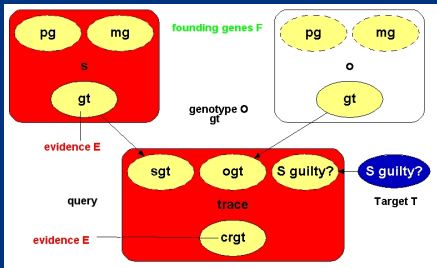 pg mg
founding genes F
pg mg
s
o
gt
gt
genotype O
gt
evidence E
sgt ogt S guilty?
S guilty?
query
trace
Target T
crgt
evidence E